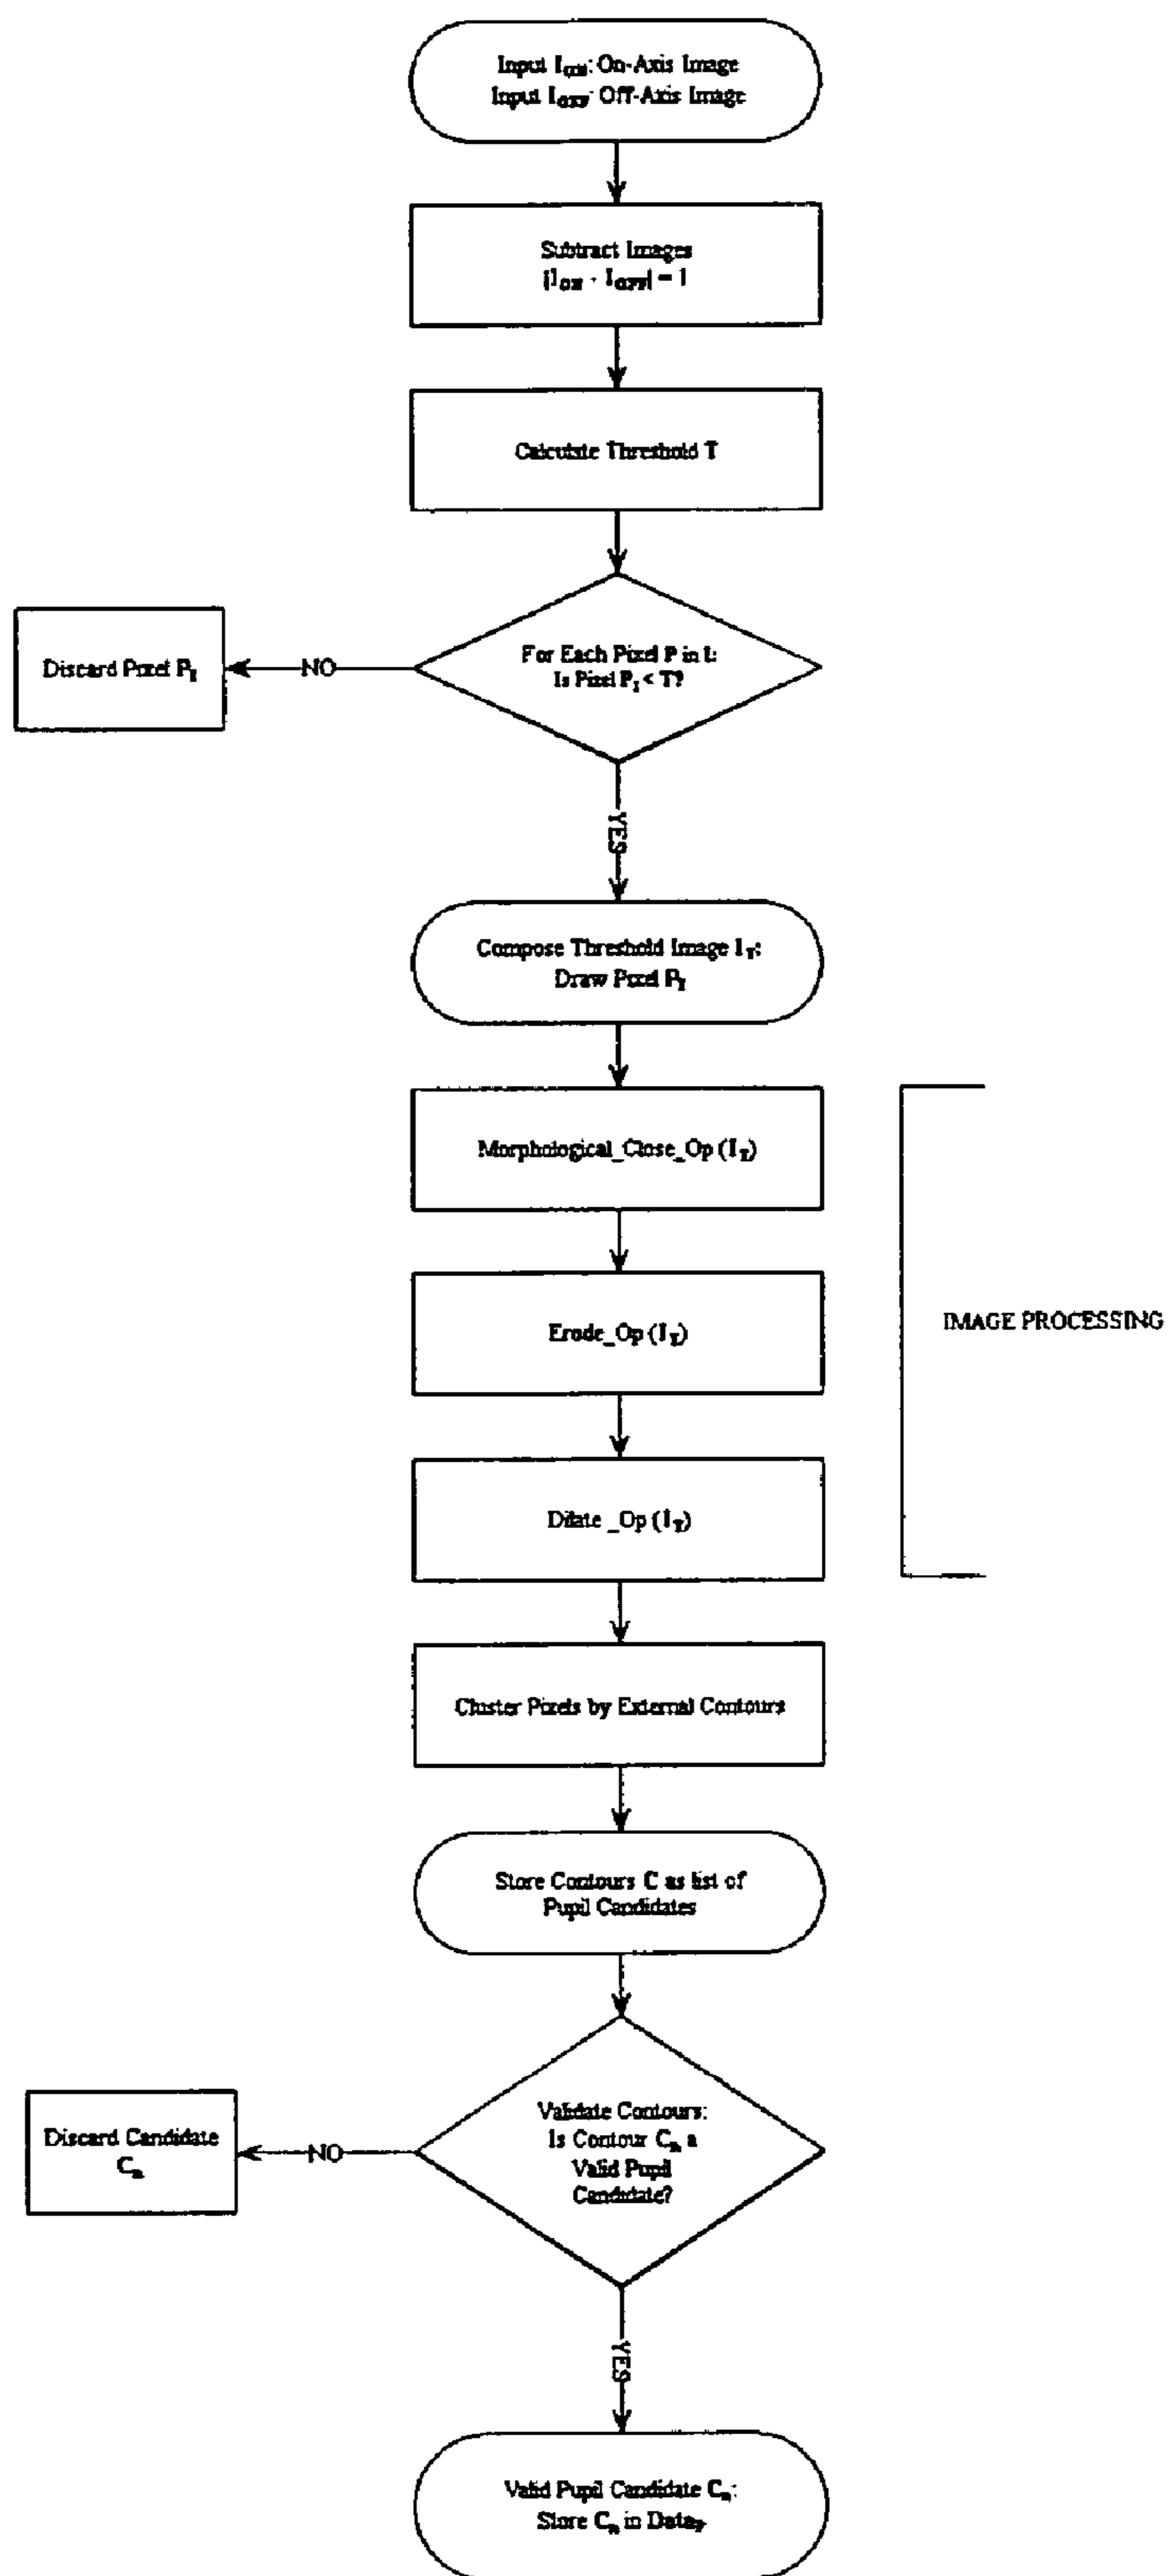 Input I_ON: On-Axis Image
Input I_OFF: Off-Axis Image
Subtract Images
|I_ON - I_OFF| = I
Calculate Threshold T
For Each Pixel P in I:
Is Pixel P_I < T?
NO
Discard Pixel P_I
YES
Compose Threshold Image I_T:
Draw Pixel P_I
Morphological_Close_Op (I_T)
Erode_Op (I_T)
IMAGE PROCESSING
Dilate _Op (I_T)
Cluster Pixels by External Contours
Store Contours C as list of
Pupil Candidates
Validate Contours:
Is Contour C_n a
Valid Pupil
Candidate?
NO
Discard Candidate
C_n
YES
Valid Pupil Candidate C_n:
Store C_n in Data_P